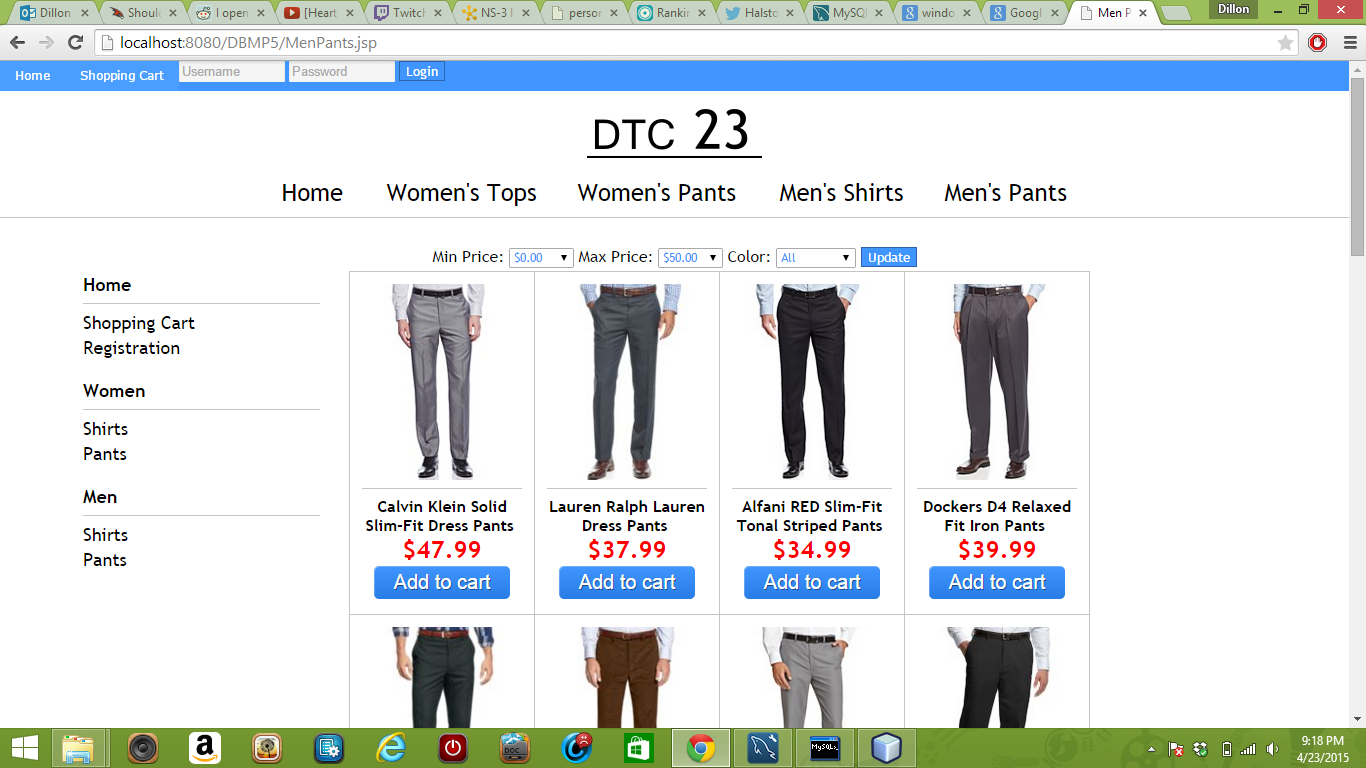 Dillon
Shoul
I open
[Heart
Twitch
NS-3 I
person
Rankin
Halsto
MySQL
windo
Googl
Men P
Dillon
localhost:8080/DBMP5/MenPants.jsp
Home Shopping Cart Username Password Login
DTC 23
Home Women's Tops Women's Pants Men's Shirts Men's Pants
Min Price: $0.00 Max Price: $50.00 Color: All Update
Home
Shopping Cart
Registration
Women
Shirts
Pants
Men
Shirts
Pants
Calvin Klein Solid
Slim-Fit Dress Pants
$47.99
Add to cart
Lauren Ralph Lauren
Dress Pants
$37.99
Add to cart
Alfani RED Slim-Fit
Tonal Striped Pants
$34.99
Add to cart
Dockers D4 Relaxed
Fit Iron Pants
$39.99
Add to cart
DOC
MySQL
9:18 PM
4/23/2015